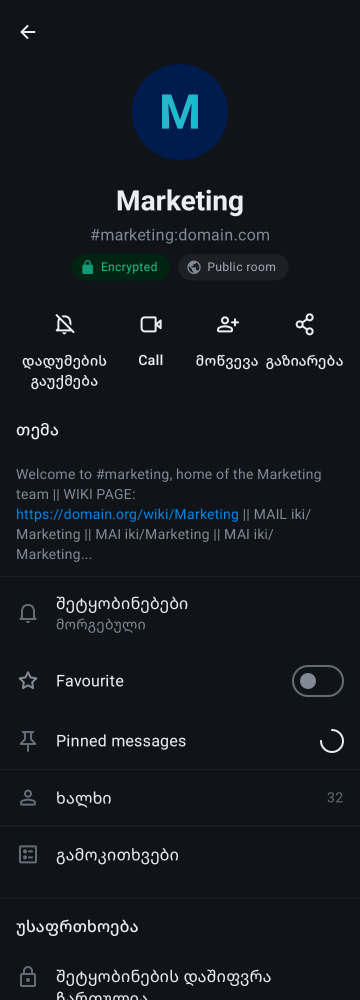 M
Marketing
#marketing:domain.com
Encrypted
Public room
დადუმების
გაუქმება
Call
მოწვევა
გაზიარება
თემა
Welcome to #marketing, home of the Marketing
team || WIKI PAGE:
https://domain.org/wiki/Marketing || MAIL iki/
Marketing || MAI iki/Marketing || MAI iki/
Marketing...
შეტყობინებები
მორგებული
Favourite
Pinned messages
ხალხი
32
გამოკითხვები
უსაფრთხოება
შეტყობინების დაშიფვრა
ჩართულია